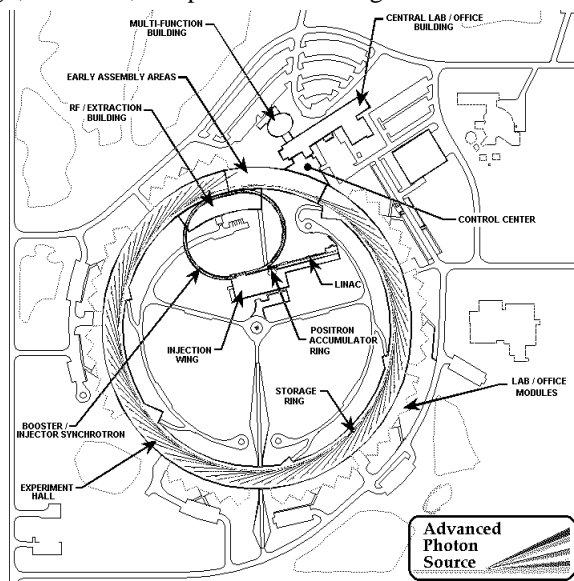 MULTI-FUNCTION
BUILDING
CENTRAL LAB / OFFICE
BUILDING
EARLY ASSEMBLY AREAS
RF / EXTRACTION
BUILDING
CONTROL CENTER
LINAC
POSITRON
ACCUMULATOR
RING
INJECTION
WING
STORAGE
RING
LAB / OFFICE
MODULES
BOOSTER /
INJECTOR SYNCHROTRON
EXPERIMENT
HALL
Advanced
Photon
Source